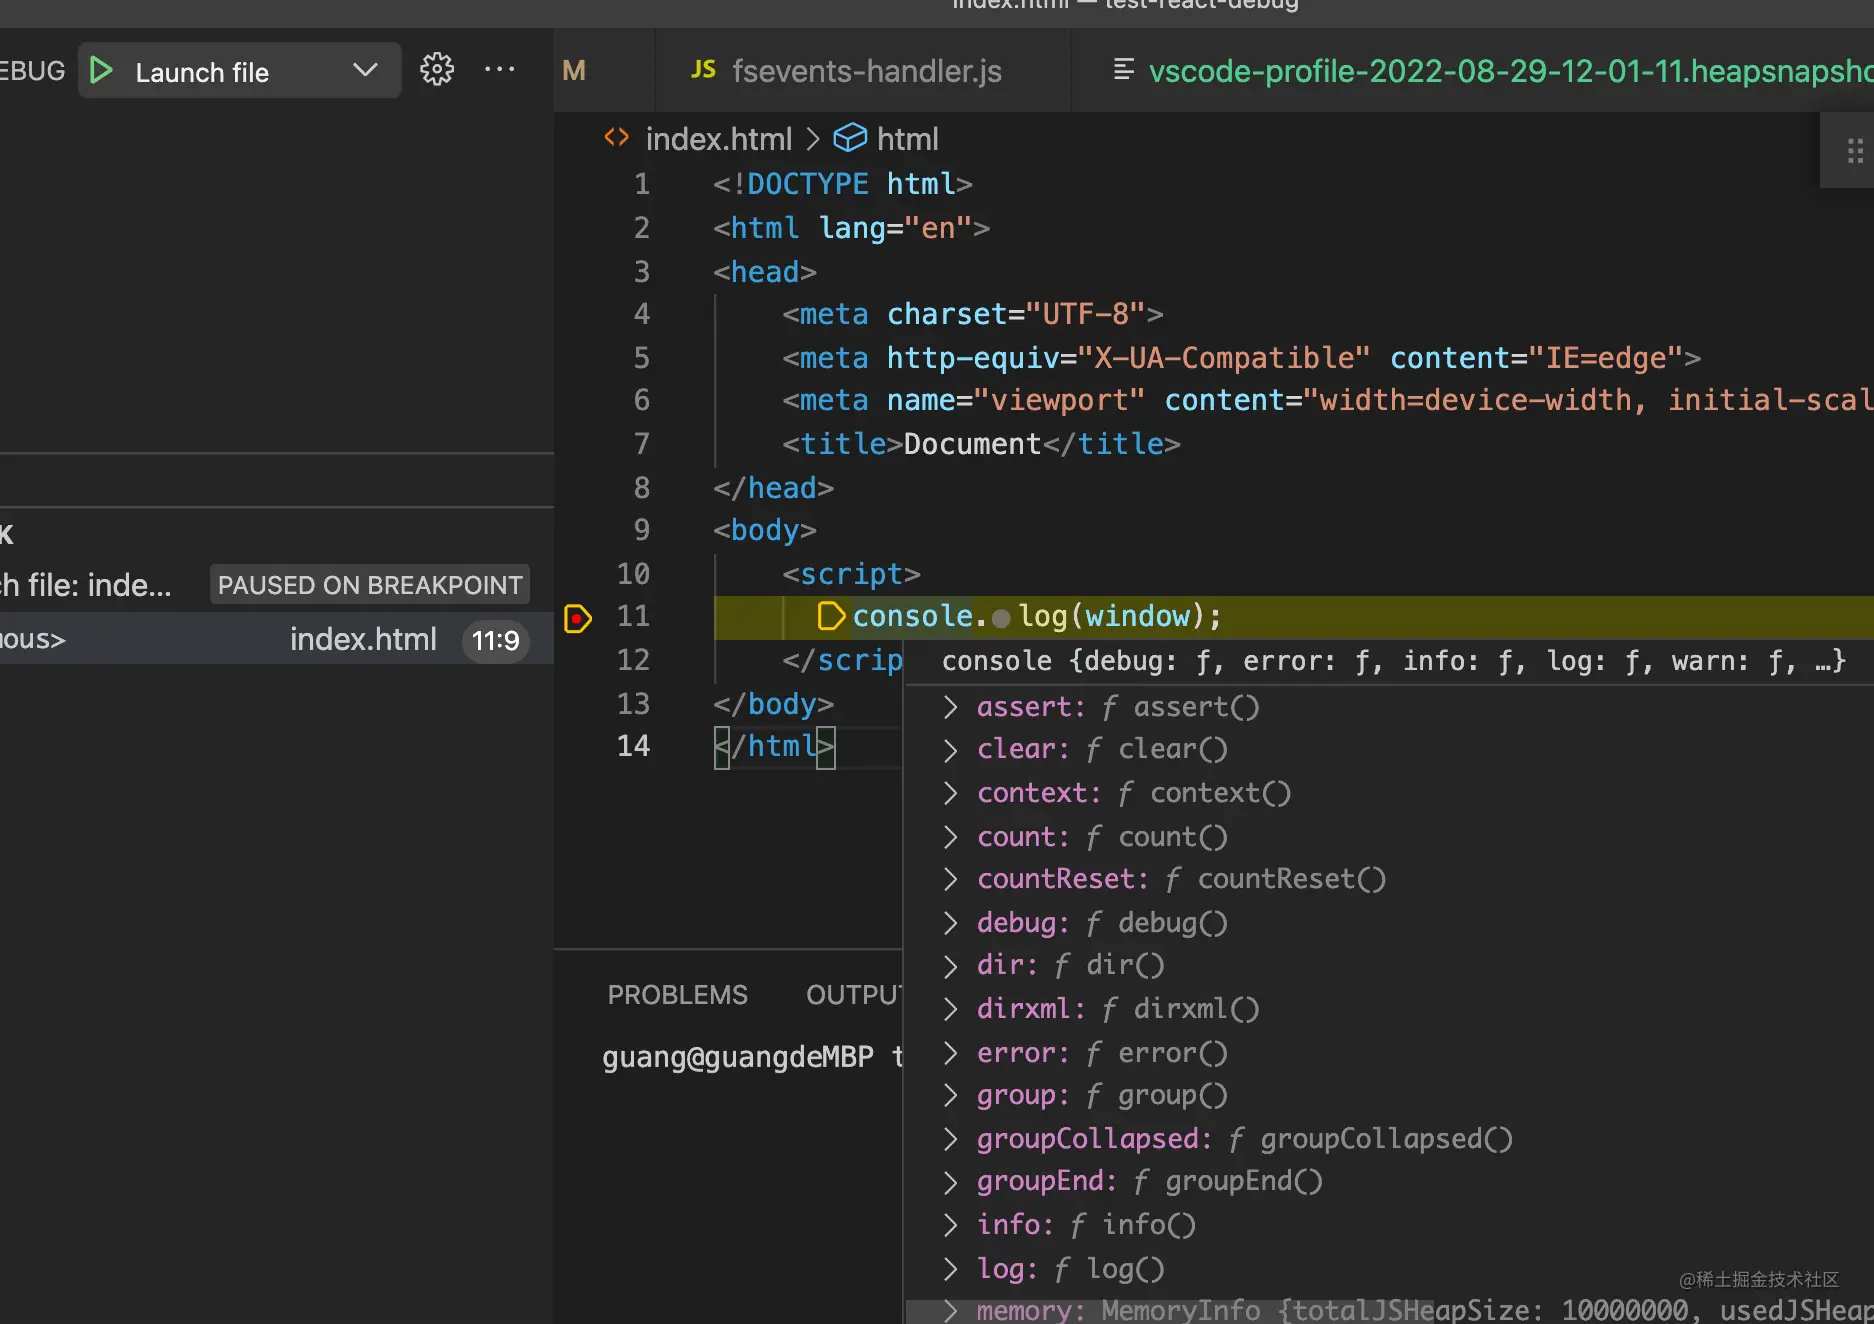 index.html — test-react-debug
EBUG
Launch file
M
JS fsevents-handler.js
vscode-profile-2022-08-29-12-01-11.heapsnapsho
index.html > html
1 <!DOCTYPE html>
2 <html lang="en">
3 <head>
4 <meta charset="UTF-8">
5 <meta http-equiv="X-UA-Compatible" content="IE=edge">
6 <meta name="viewport" content="width=device-width, initial-scal
7 <title>Document</title>
8 </head>
9 <body>
10 <script>
11 console.log(window);
12 </scrip
13 </body>
14 </html>
K
ch file: inde... PAUSED ON BREAKPOINT
ous> index.html 11:9
console {debug: ƒ, error: ƒ, info: ƒ, log: ƒ, warn: ƒ, …}
assert: ƒ assert()
clear: ƒ clear()
context: ƒ context()
count: ƒ count()
countReset: ƒ countReset()
debug: ƒ debug()
dir: ƒ dir()
dirxml: ƒ dirxml()
error: ƒ error()
group: ƒ group()
groupCollapsed: ƒ groupCollapsed()
groupEnd: ƒ groupEnd()
info: ƒ info()
log: ƒ log()
memory: MemoryInfo {totalJSHeapSize: 10000000, usedJSHeap
PROBLEMS OUTPUT
guang@guangdeMBP t
@稀土掘金技术社区